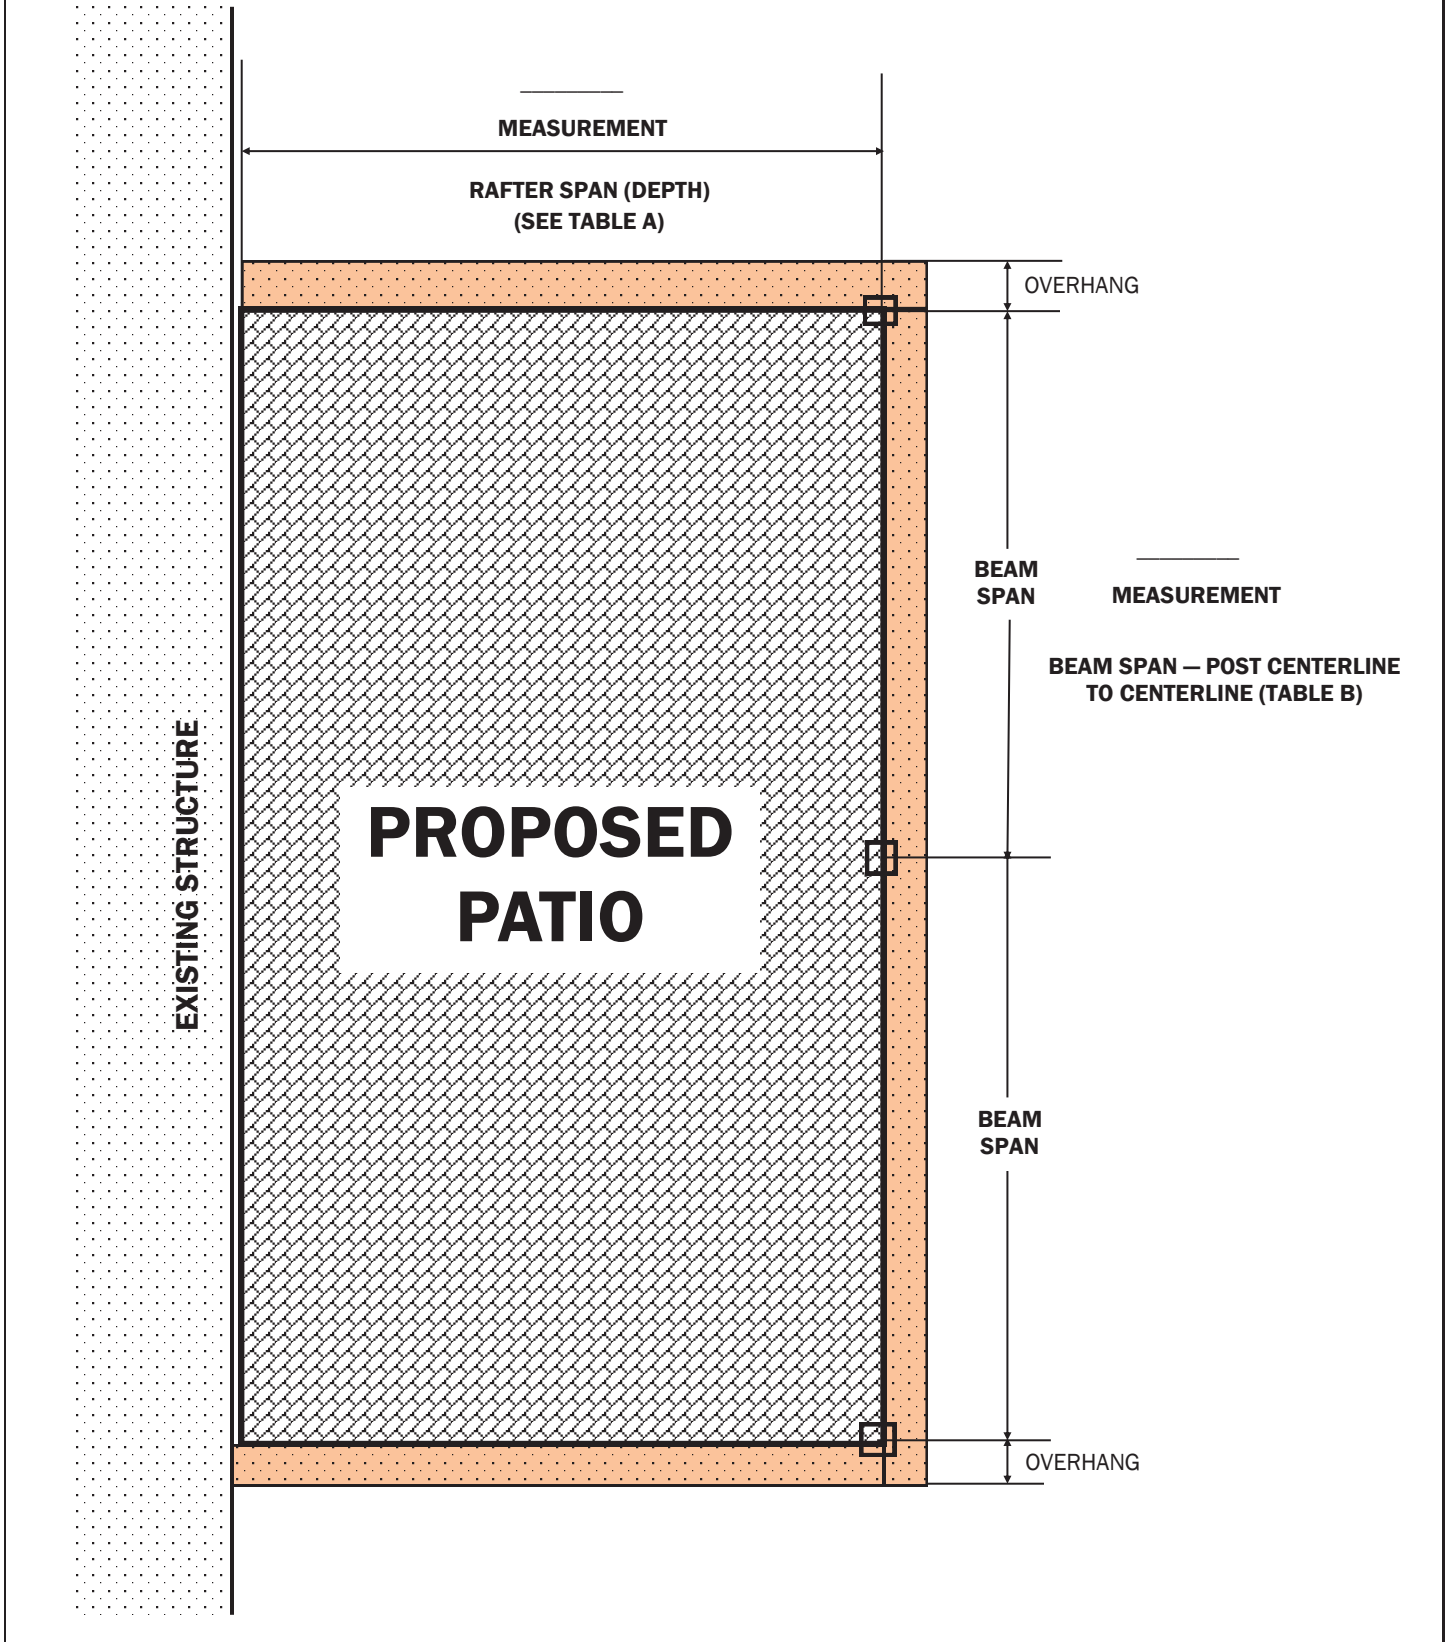 MEASUREMENT
RAFTER SPAN (DEPTH)
(SEE TABLE A)
OVERHANG
BEAM
SPAN
MEASUREMENT
BEAM SPAN — POST CENTERLINE
TO CENTERLINE (TABLE B)
EXISTING STRUCTURE
PROPOSED
PATIO
BEAM
SPAN
OVERHANG